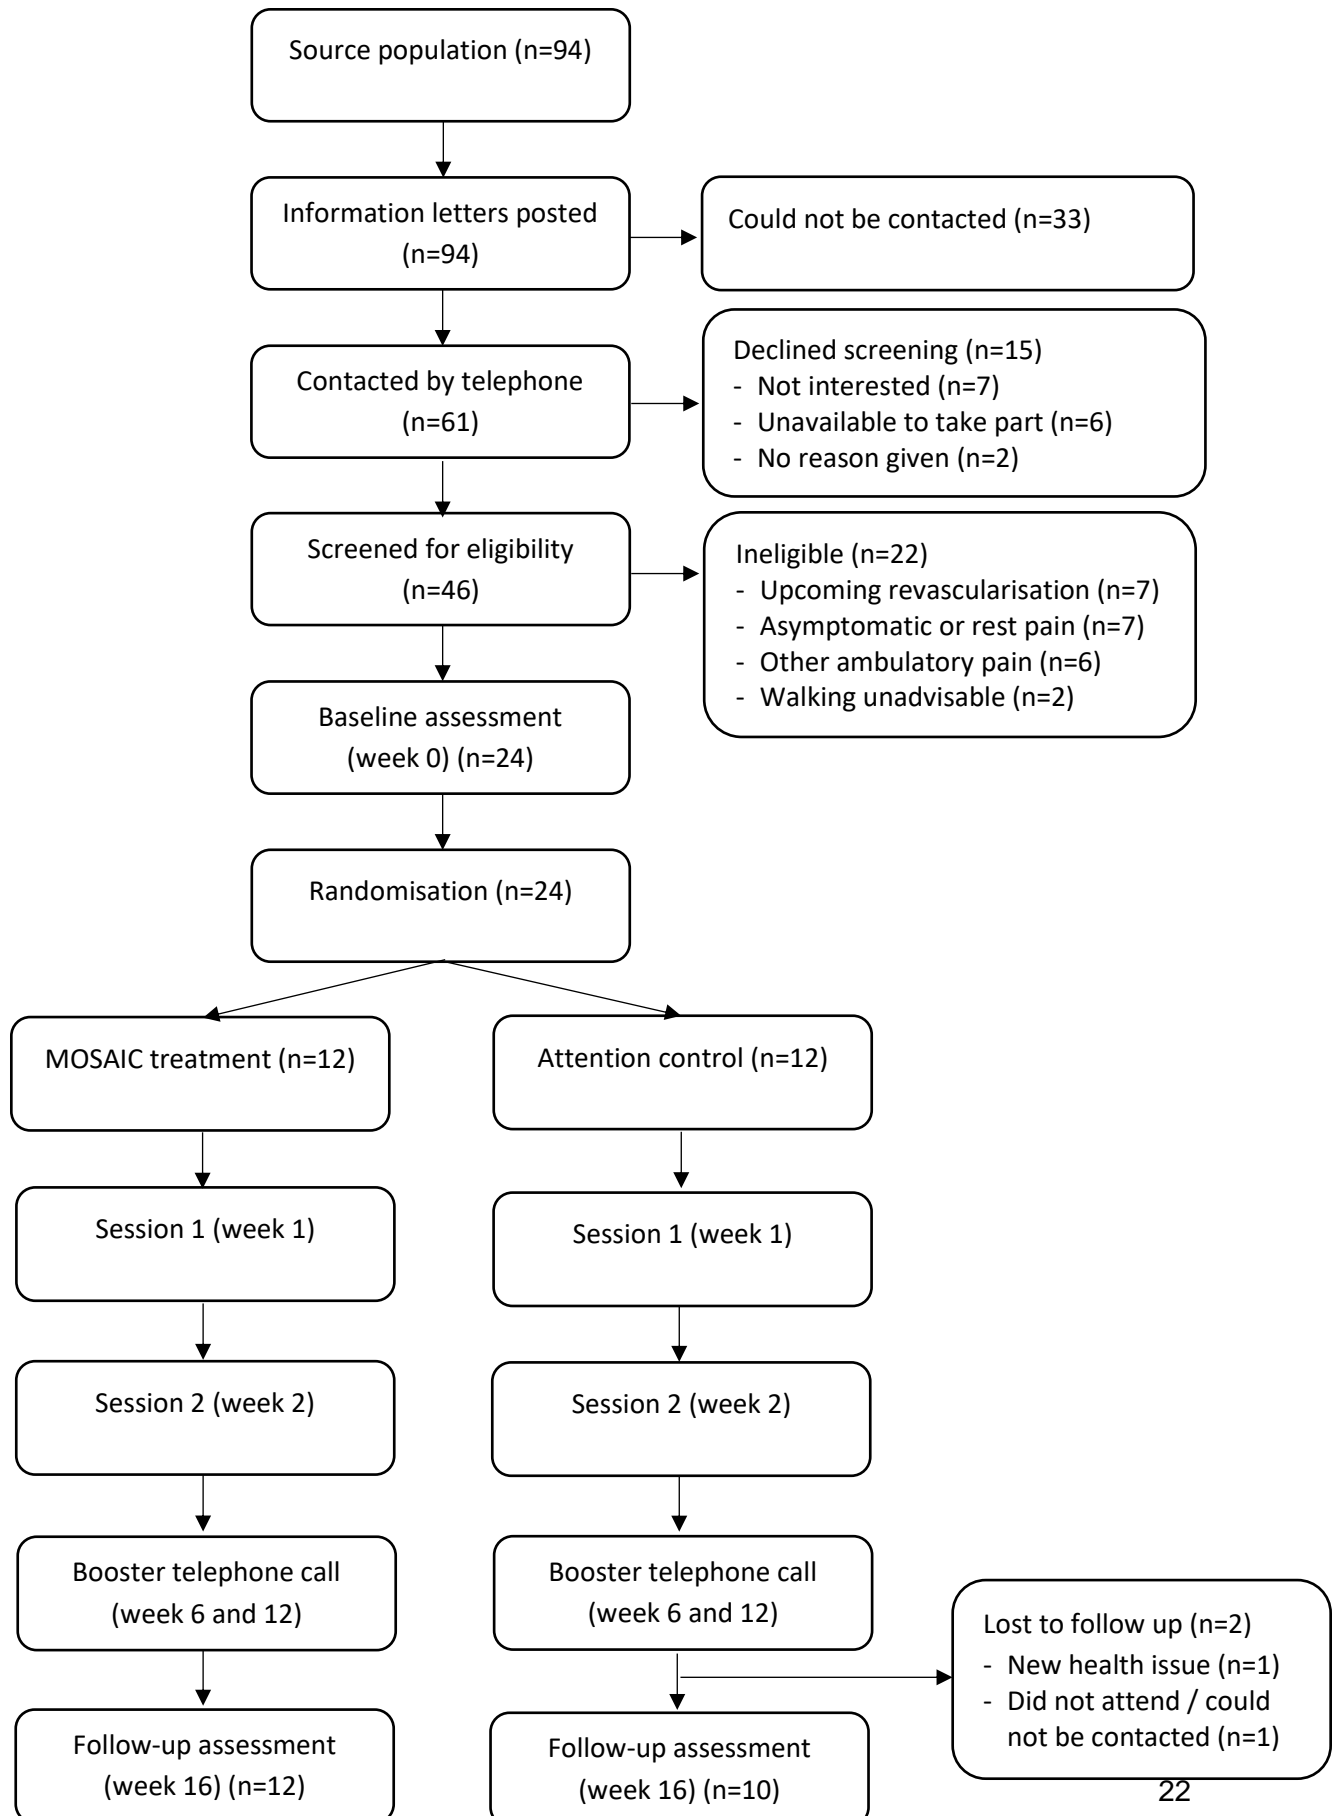 Source population (n=94)
Information letters posted
(n=94)
Could not be contacted (n=33)
Contacted by telephone
(n=61)
Declined screening (n=15)
- Not interested (n=7)
- Unavailable to take part (n=6)
- No reason given (n=2)
Screened for eligibility
(n=46)
Ineligible (n=22)
- Upcoming revascularisation (n=7)
- Asymptomatic or rest pain (n=7)
- Other ambulatory pain (n=6)
- Walking unadvisable (n=2)
Baseline assessment
(week 0) (n=24)
Randomisation (n=24)
MOSAIC treatment (n=12)
Attention control (n=12)
Session 1 (week 1)
Session 1 (week 1)
Session 2 (week 2)
Session 2 (week 2)
Booster telephone call
(week 6 and 12)
Booster telephone call
(week 6 and 12)
Lost to follow up (n=2)
- New health issue (n=1)
- Did not attend / could
not be contacted (n=1)
Follow-up assessment
(week 16) (n=12)
Follow-up assessment
(week 16) (n=10)
22